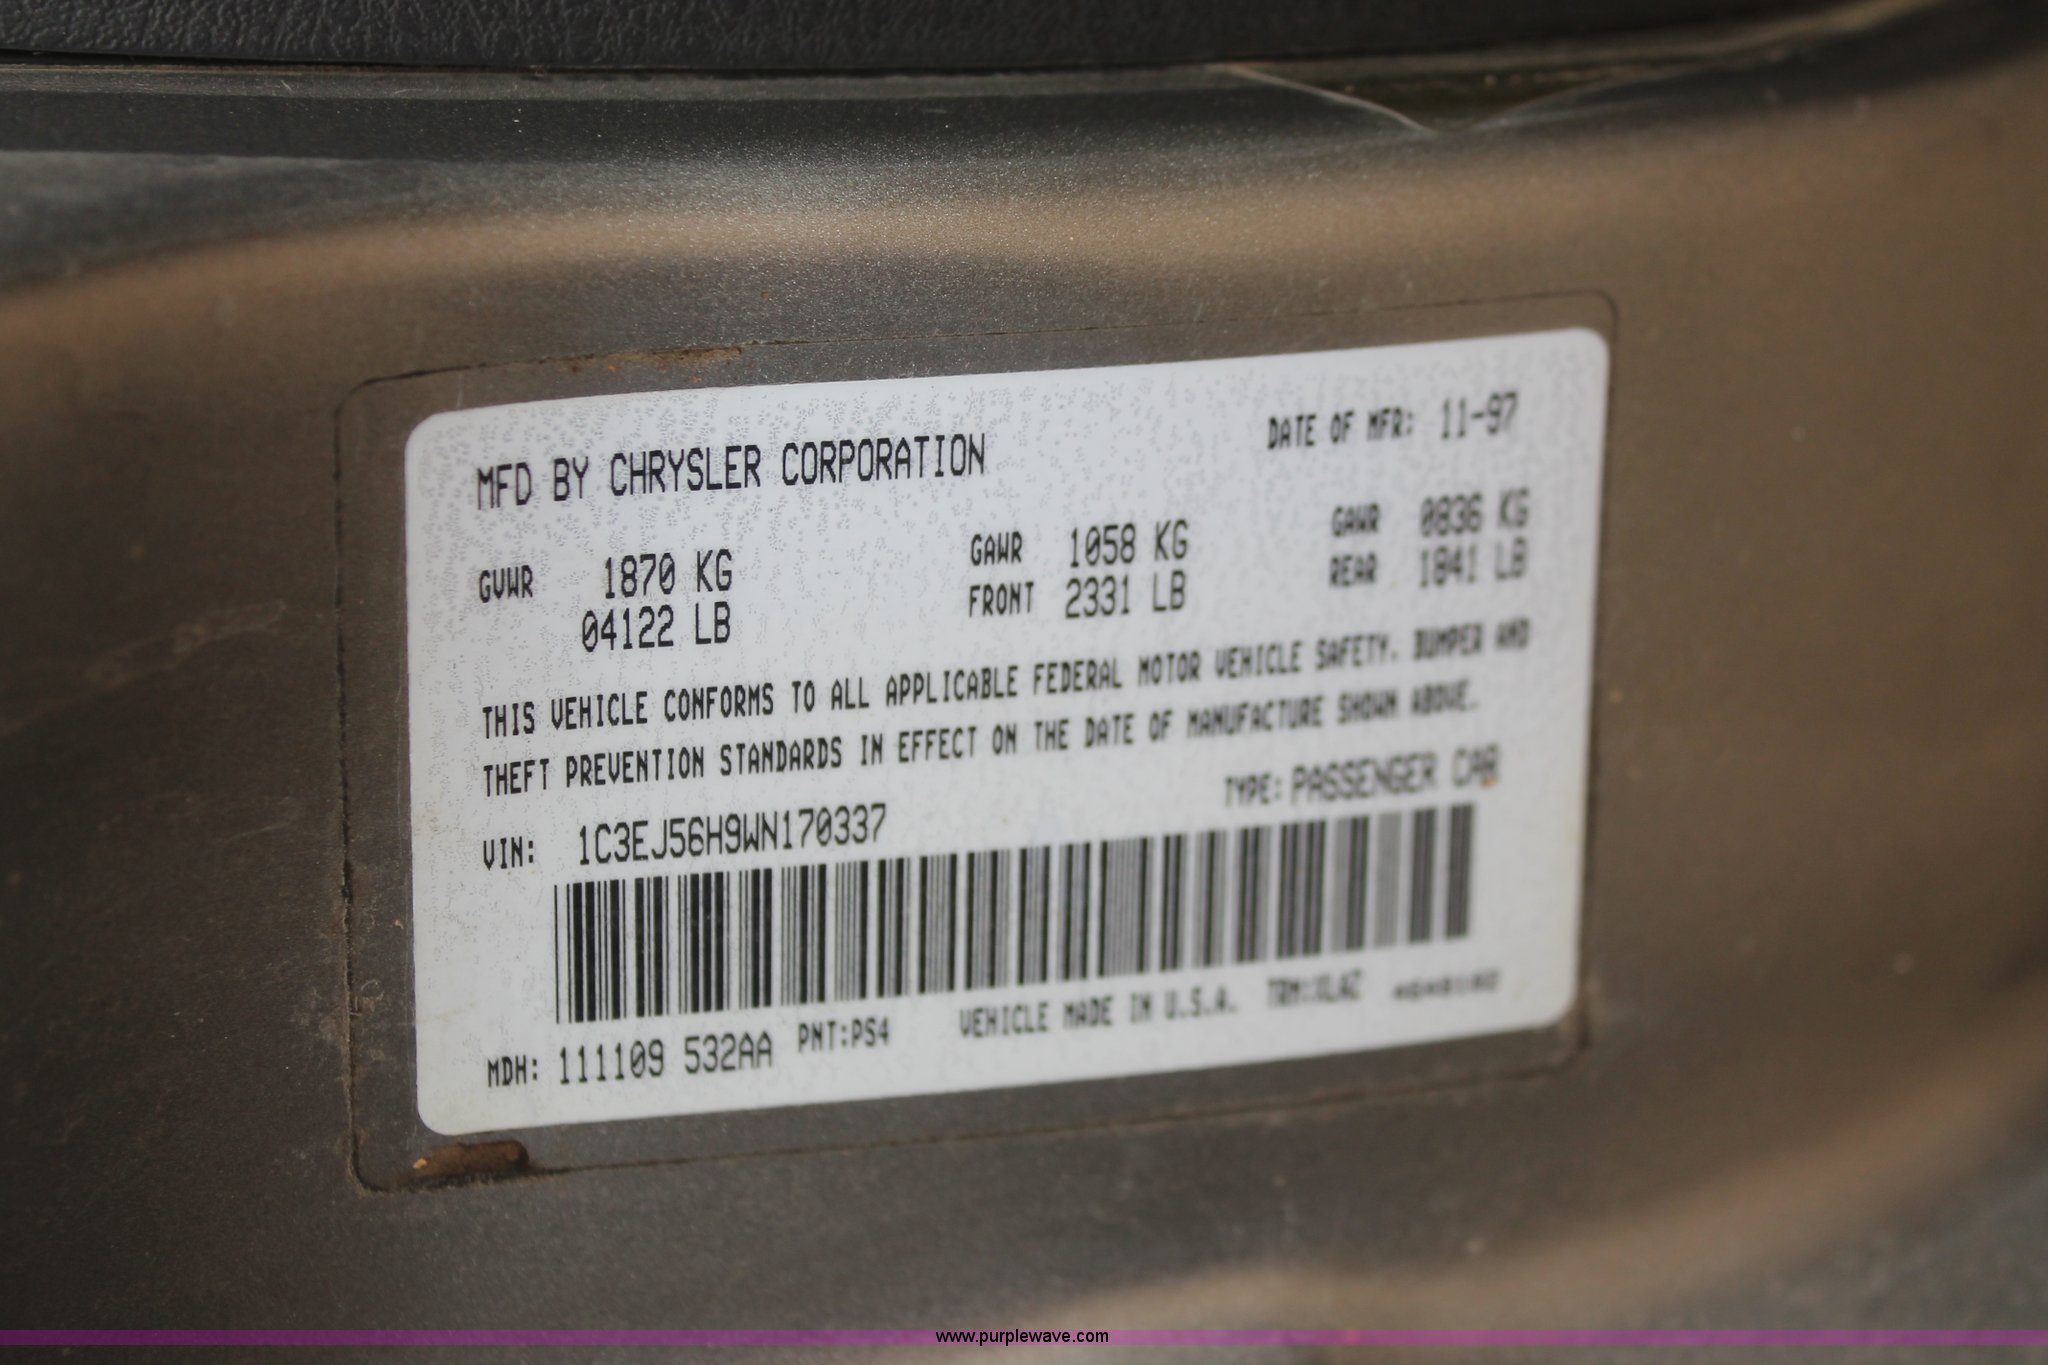 MFD BY CHRYSLER CORPORATION DATE OF MFR: 11-97
GVWR 1870 KG GAWR 1058 KG GAWR 0836 KG
04122 LB FRONT 2331 LB REAR 1841 LB
THIS VEHICLE CONFORMS TO ALL APPLICABLE FEDERAL MOTOR VEHICLE SAFETY, BUMPER AND
THEFT PREVENTION STANDARDS IN EFFECT ON THE DATE OF MANUFACTURE SHOWN ABOVE.
VIN: 1C3EJ56H9WN170337 TYPE: PASSENGER CAR
MDH: 111109 532AA PNT:PS4 VEHICLE MADE IN U.S.A.
www.purplewave.com